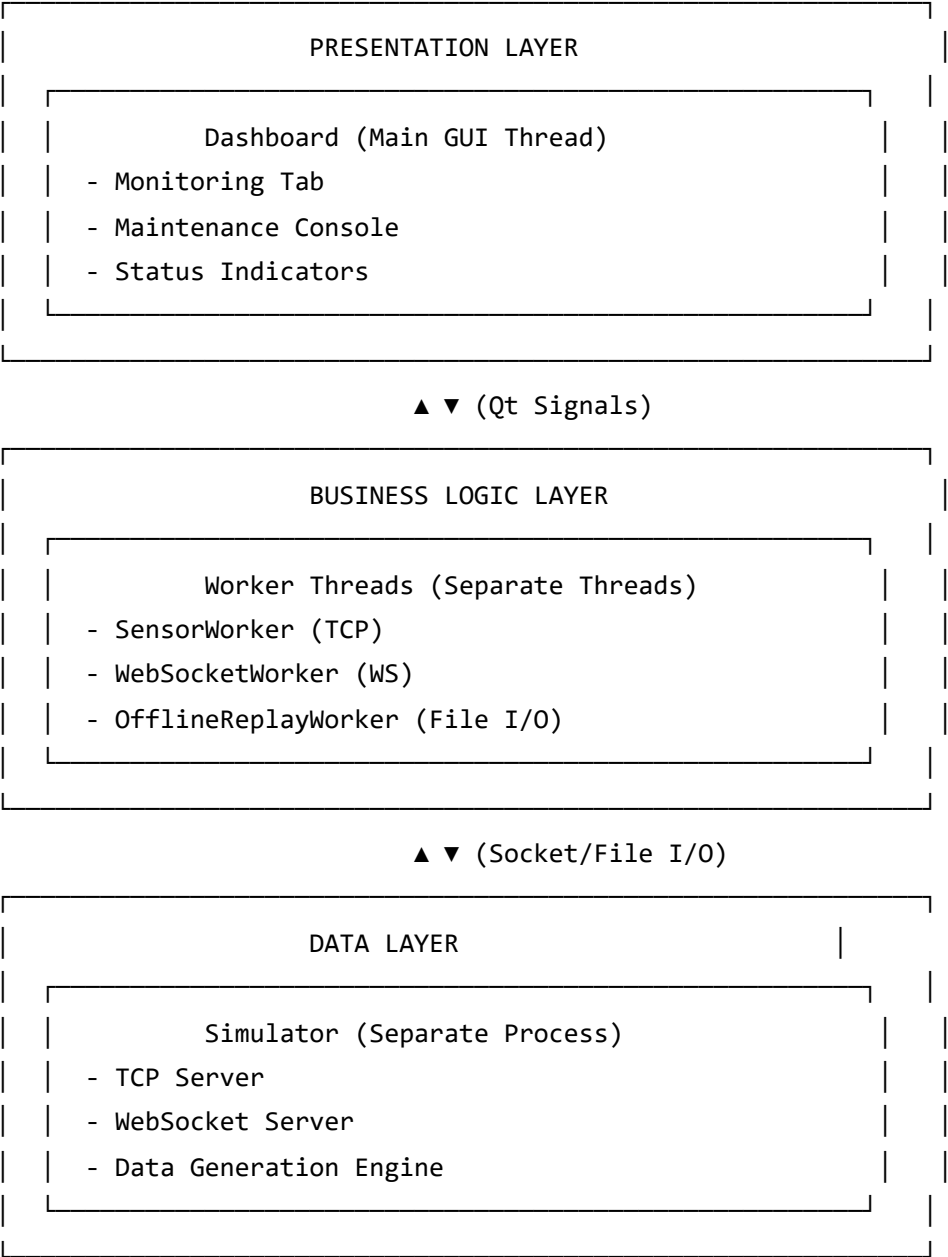 PRESENTATION LAYER
Dashboard (Main GUI Thread)
- Monitoring Tab
- Maintenance Console
- Status Indicators
▲ ▼ (Qt Signals)
BUSINESS LOGIC LAYER
Worker Threads (Separate Threads)
- SensorWorker (TCP)
- WebSocketWorker (WS)
- OfflineReplayWorker (File I/O)
▲ ▼ (Socket/File I/O)
DATA LAYER
Simulator (Separate Process)
- TCP Server
- WebSocket Server
- Data Generation Engine